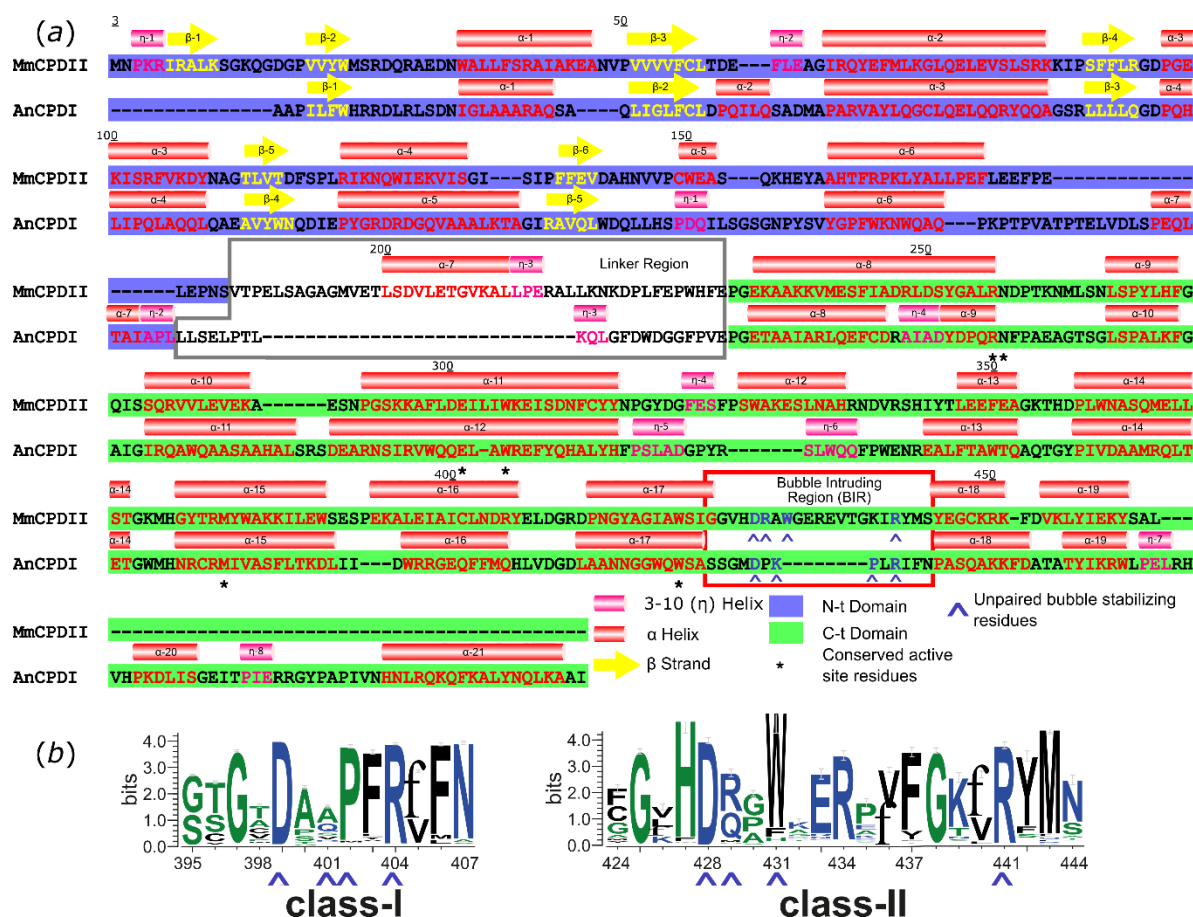 (a)
3 50
η-1 β-1 β-2 α-1 β-3 η-2 α-2 β-4 α-3
MmCPDII MNPKRIRALKSGKQGDGPVVYWMSRDQRAEDNWALLFSRAIAKEANVPVVVVFCLTDE---FLEAGIRQYEFMLKGLQELEVSLSRKKIPSFFLRGDPGE
β-1 α-1 β-2 α-2 α-3 β-3 α-4
AnCPDI ---------------AAPILFWHRRDLRLSDNIGLAAARAQSA----QLIGLFCLDPQILQSADMAPARVAYLQGCLQELQQRYQQAGSRLLLLQGDPQH
100 150
α-3 β-5 α-4 β-6 α-5 α-6
MmCPDII KISRFVKDYNAGTLVTDFSPLRIKNQWIEKVISGI---SIPFFEVDAHNVVPCWEAS---QKHEYAAHTFRPKLYALLPEFLEEFPE------------
α-4 β-4 α-5 β-5 η-1 α-6 α-7
AnCPDI LLIPQLAQQLQAEAVYWNQDIEPYGRDRDGQVAAALKTAGIRAVQLWDQLLHSPDQILSGSGNPYSVYGPFWKNWQAQ---PKPTPVATPTELVDLSPEQL
200 Linker Region 250
α-7 η-3 α-8 α-9
MmCPDII ------LEPNSVTPELSAGAGMVETLSDVLETGVKALLPERALLKNKDPLFEPWHFEPGEKAAKKVMESFIADRLDSYGALRNDPTKNMLSNLSPYLHFG
α-7 η-2 η-3 α-8 η-4 α-9 α-10
AnCPDI TAIAPLLLSELPTL-----------------------------KQLGFDWDGGFPVEPGETAAIARLQEFCDRAIADYDPQRNFPAEAGTSGLSPALKFG
**
300 350
α-10 α-11 η-4 α-12 α-13 α-14
MmCPDII QISSQRVVLEVEKA------ESNPGSKKAFLDEILIWKEISDNFCYYNPGYDGFESFPSWAKESLNAHRNDVRSHIYTLEEFEAGKTHDPLWNASQMELL
α-11 α-12 η-5 η-6 α-13 α-14
AnCPDI AIGIRQAWQAASAAHALSRSDEARNSIRVWQQEL-AWREFYQHALYHFPSLADGPYR-------SLWQQFPWENREALFTAWTQAQTGYPIVDAAMRQLT
* *
400 Bubble Intruding Region (BIR) 450
α-14 α-15 α-16 α-17 α-18 α-19
MmCPDII STGKMHGYTRMYWAKKILEWSESPEKALEIAICLNDRYELDGRDPNGYAGIAWSIGGVHDRAWGEREVTGKIRYMSYEGCKRK-FDVKLYIEKYSAL---
^ ^ ^ ^
α-14 α-15 α-16 α-17 α-18 α-19 η-7
AnCPDI ETGWMHNRCRMIVASFLTKDLII----DWRRGEQFFMQHLVDGDLAANNGGWQWSASSGMDPK--------PLRIFNPASQAKKFDATATYIKRWLPELRH
* * ^ ^ ^ ^
MmCPDII --------------------------------------------
α-20 η-8 α-21
AnCPDI VHPKDLISGEITPIERRGYPAPIVNHNLRQKQFKALYNQLKAAI
3-10 (η) Helix
α Helix
β Strand
N-t Domain
C-t Domain
* Conserved active site residues
^ Unpaired bubble stabilizing residues
(b)
bits
4.0
3.0
2.0
1.0
0.0
395 398 401 404 407
^ ^ ^ ^
class-I
bits
4.0
3.0
2.0
1.0
0.0
424 428 431 434 437 441 444
^ ^ ^ ^
class-II